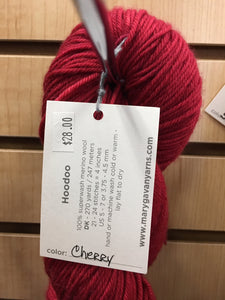 $28.00
Hoodoo
100% superwash merino wool
DK - 270 yards / 247 meters
21 - 24 stitches = 4 inches
US 5 - 7 or 3.75 - 4.5 mm
hand or machine wash cold or warm -
lay flat to dry
www.marygavanyarns.com
color: Cherry